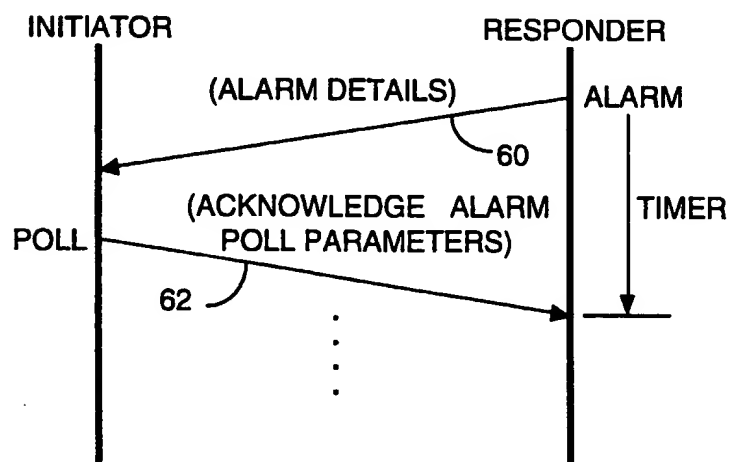 INITIATOR
RESPONDER
(ALARM DETAILS)
ALARM
60
(ACKNOWLEDGE ALARM
POLL PARAMETERS)
TIMER
POLL
62